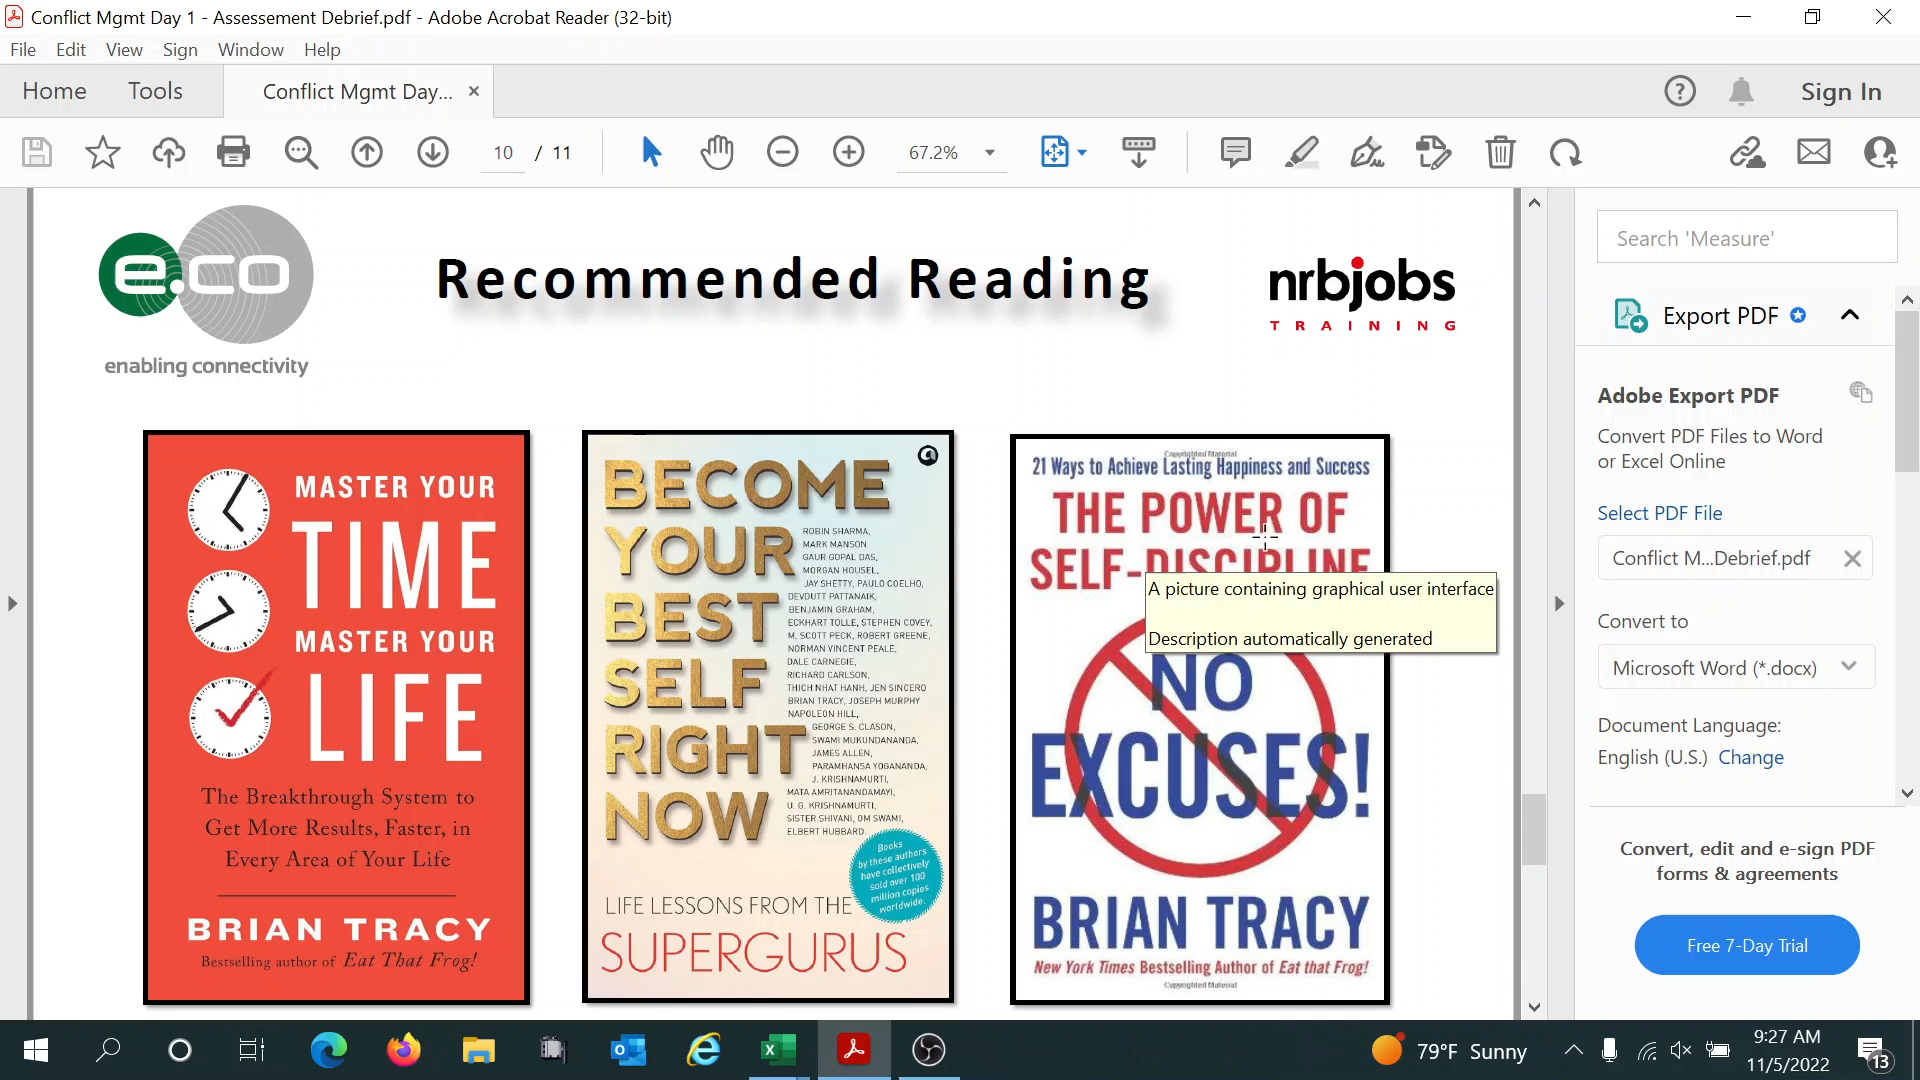 Conflict Mgmt Day 1 - Assessement Debrief.pdf - Adobe Acrobat Reader (32-bit)
File Edit View Sign Window Help
Home Tools Conflict Mgmt Day... ×
Sign In
10 / 11
67.2%
e.co
enabling connectivity
Recommended Reading
nrbjobs
TRAINING
MASTER YOUR
TIME
MASTER YOUR
LIFE
The Breakthrough System to
Get More Results, Faster, in
Every Area of Your Life
BRIAN TRACY
Bestselling author of Eat That Frog!
BECOME
YOUR
BEST
SELF
RIGHT
NOW
ROBIN SHARMA,
MARK MANSON
GAUR GOPAL DAS,
MORGAN HOUSEL,
JAY SHETTY, PAULO COELHO,
DEVDUTT PATTANAIK,
BENJAMIN GRAHAM,
ECKHART TOLLE, STEPHEN COVEY,
M. SCOTT PECK, ROBERT GREENE,
NORMAN VINCENT PEALE,
DALE CARNEGIE,
RICHARD CARLSON,
THICH NHAT HANH, JEN SINCERO
BRIAN TRACY, JOSEPH MURPHY
NAPOLEON HILL,
GEORGE S. CLASON,
SWAMI MUKUNDANANDA,
JAMES ALLEN,
PARAMHANSA YOGANANDA,
J. KRISHNAMURTI,
MATA AMRITANANDAMAYI,
U. G. KRISHNAMURTI,
SISTER SHIVANI, OM SWAMI,
ELBERT HUBBARD.
Books
by these authors
have collectively
sold over 100
million copies
worldwide.
LIFE LESSONS FROM THE
SUPERGURUS
Copyrighted Material
21 Ways to Achieve Lasting Happiness and Success
THE POWER OF
SELF-DISCIPLINE
A picture containing graphical user interface
Description automatically generated
NO
EXCUSES!
BRIAN TRACY
New York Times Bestselling Author of Eat that Frog!
Copyrighted Material
Search 'Measure'
Export PDF
Adobe Export PDF
Convert PDF Files to Word
or Excel Online
Select PDF File
Conflict M...Debrief.pdf
Convert to
Microsoft Word (*.docx)
Document Language:
English (U.S.) Change
Convert, edit and e-sign PDF
forms & agreements
Free 7-Day Trial
79°F Sunny
9:27 AM
11/5/2022
13